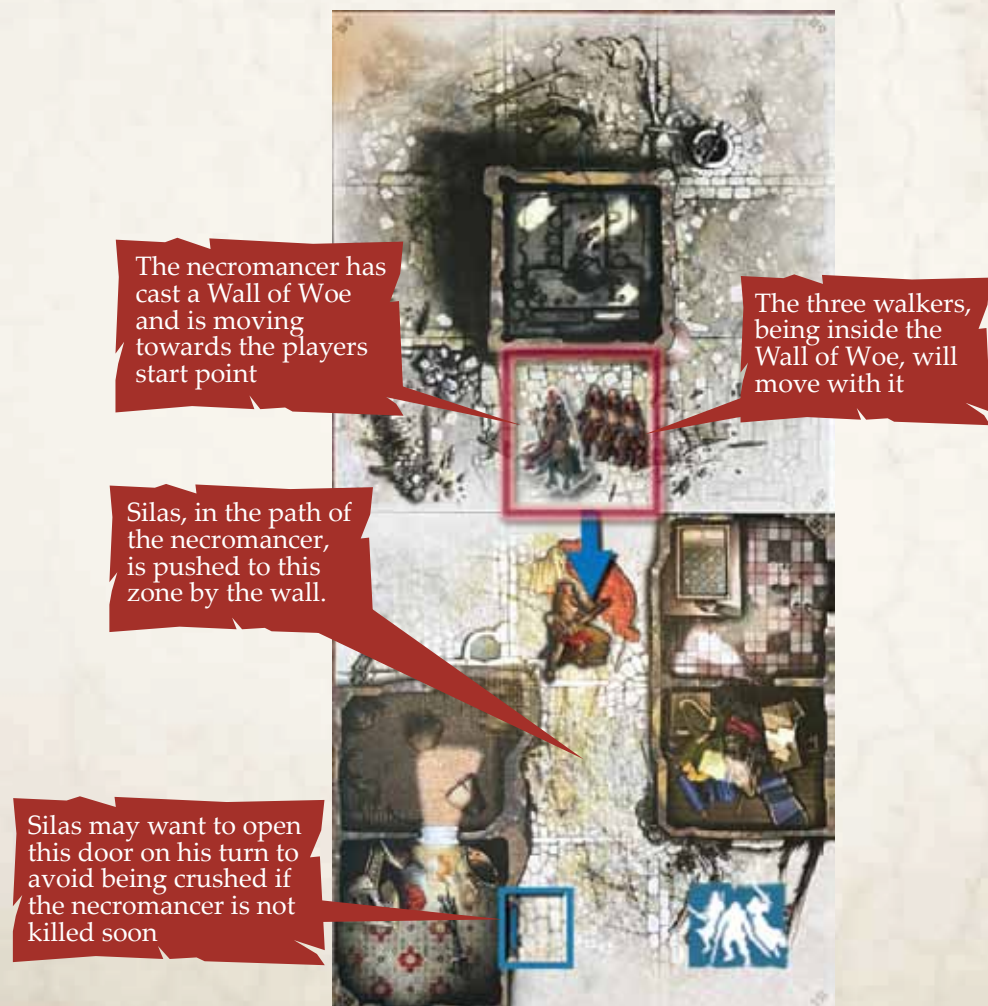 The necromancer has
cast a Wall of Woe
and is moving
towards the players
start point
The three walkers,
being inside the
Wall of Woe, will
move with it
Silas, in the path of
the necromancer,
is pushed to this
zone by the wall.
Silas may want to open
this door on his turn to
avoid being crushed if
the necromancer is not
killed soon